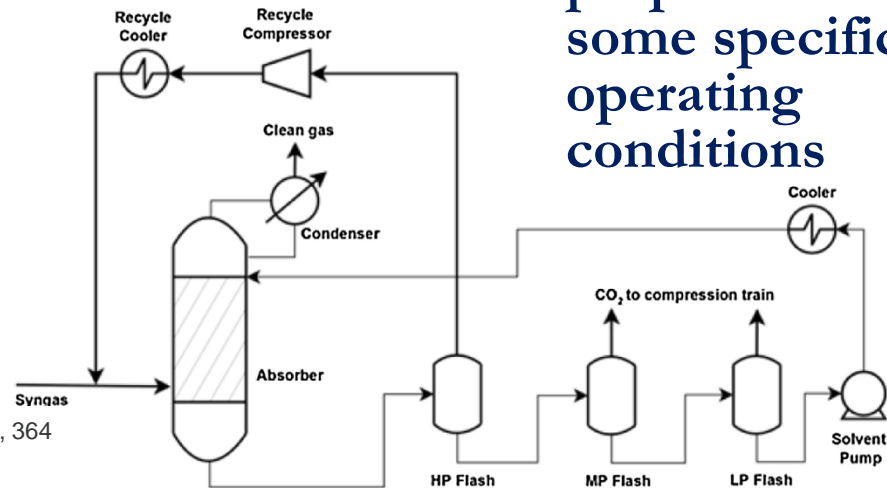 some specific
operating
conditions
Recycle
Cooler
Recycle
Compressor
Clean gas
Condenser
Cooler
CO₂ to compression train
Absorber
Syngas
, 364
HP Flash
MP Flash
LP Flash
Solvent
Pump